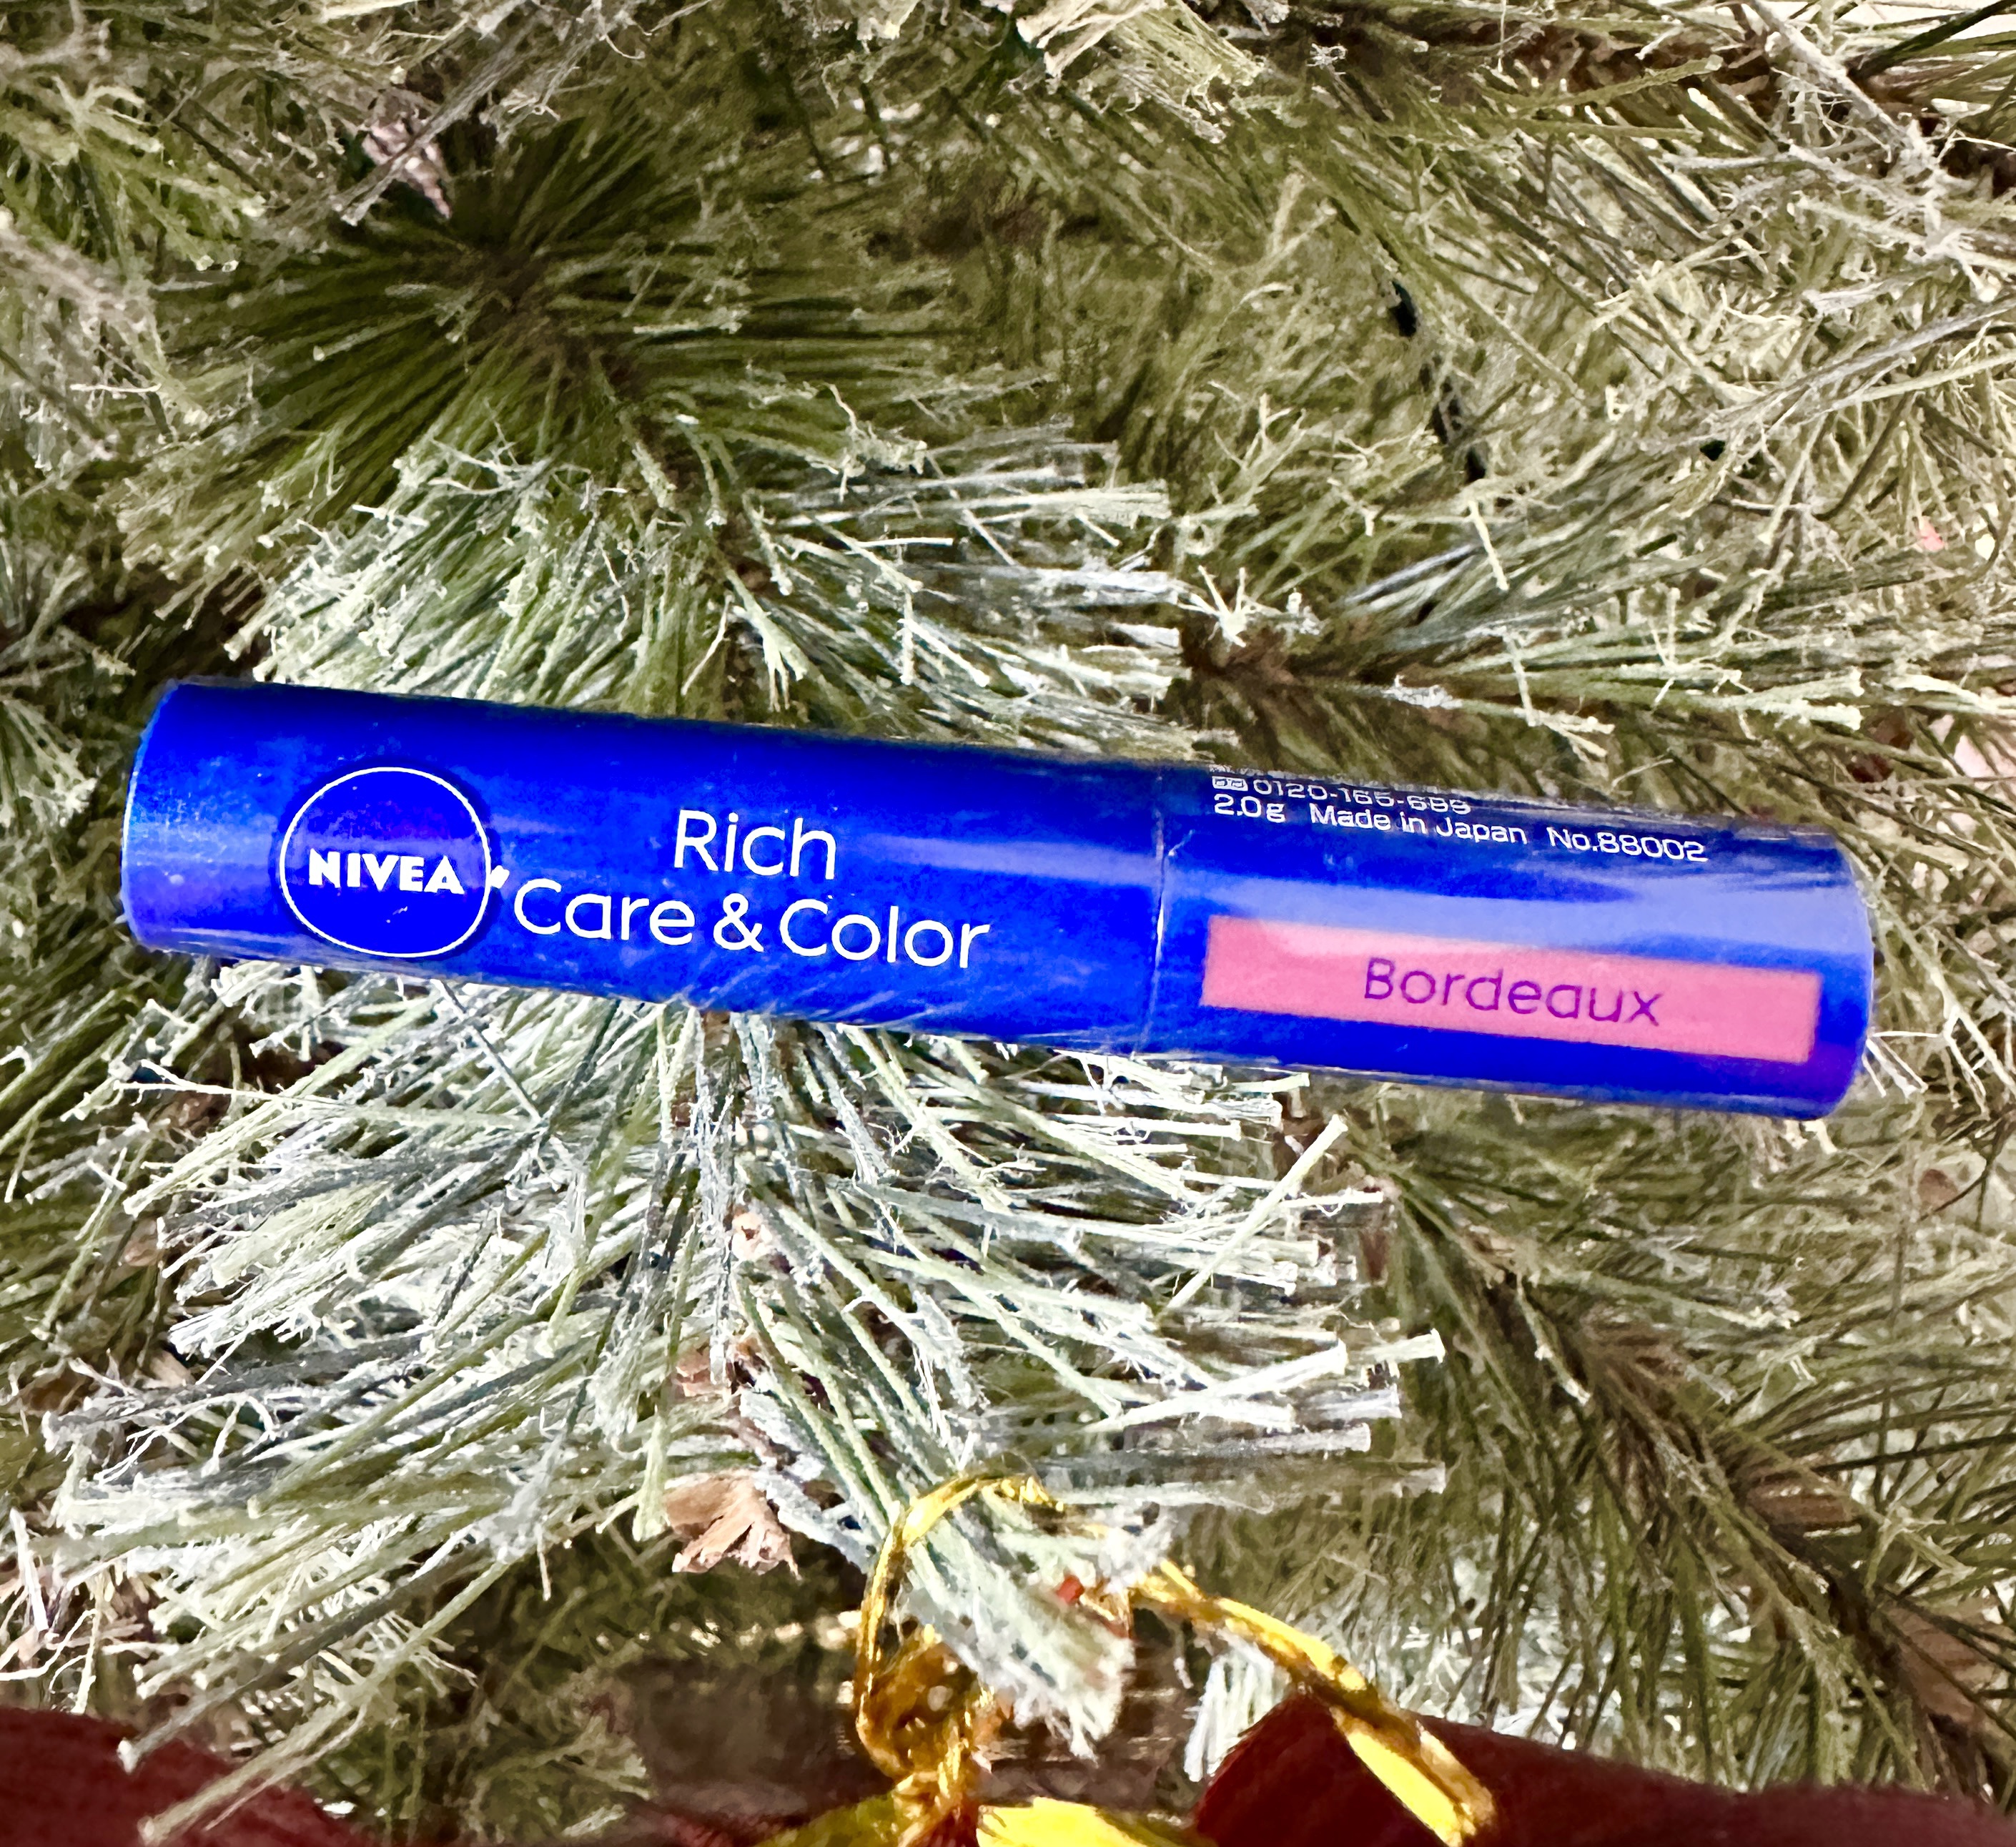 NIVEA
Rich
Care & Color
0120-165-699
2.0g Made in Japan No.88002
Bordeaux